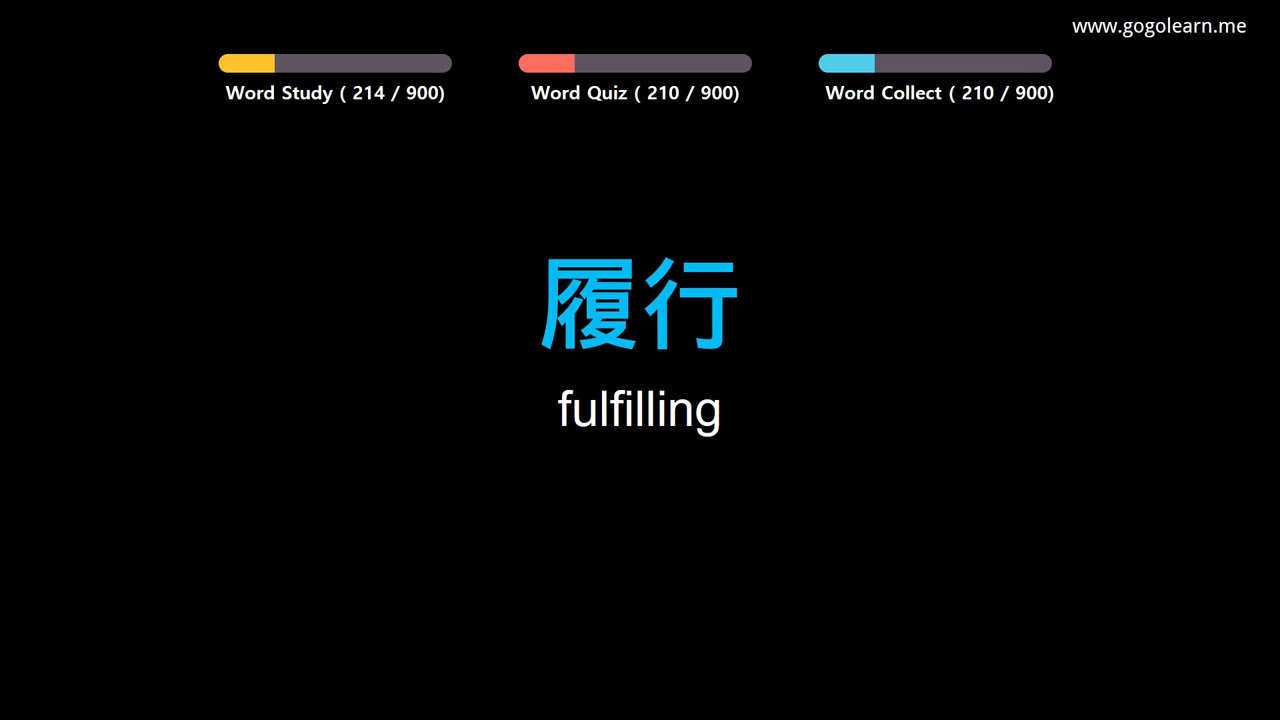 www.gogolearn.me
Word Study ( 214 / 900)
Word Quiz ( 210 / 900)
Word Collect ( 210 / 900)
履行
fulfilling